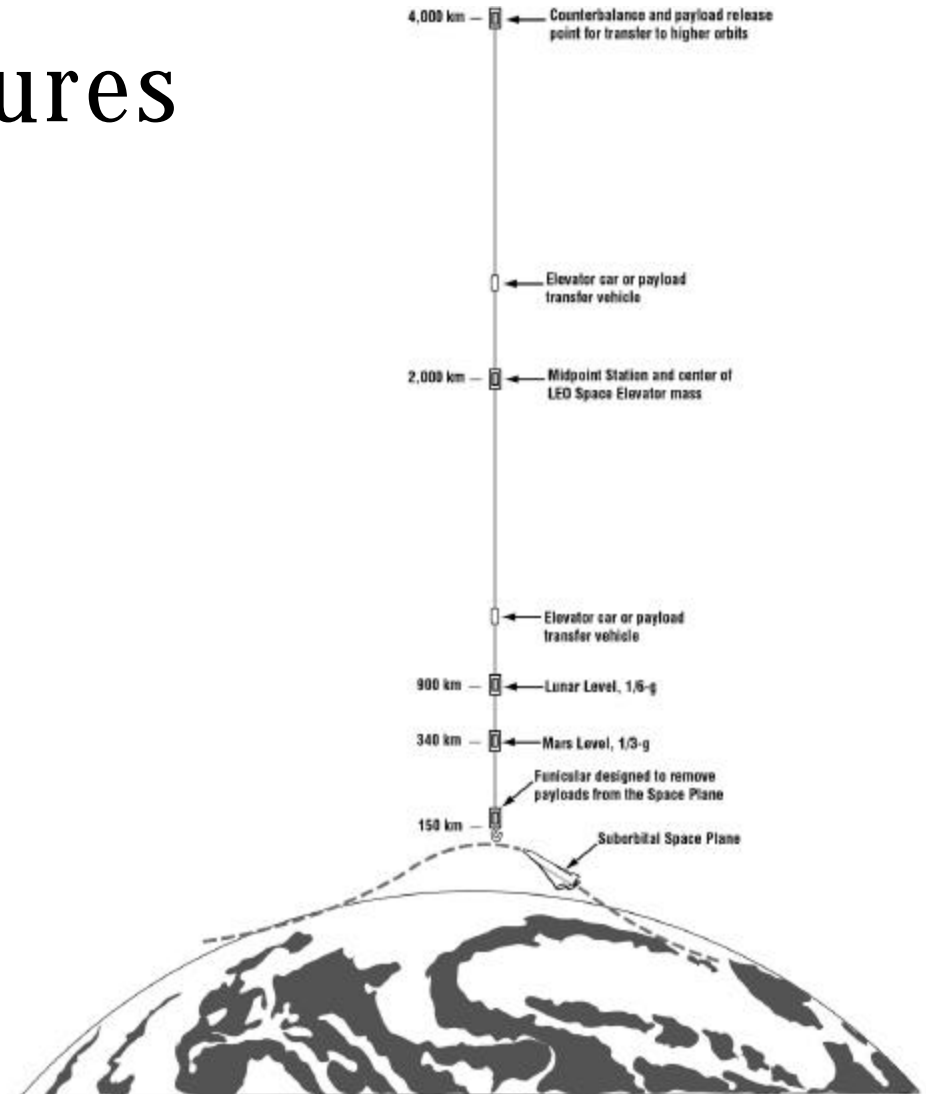 ures
4,000 km
Counterbalance and payload release
point for transfer to higher orbits
Elevator car or payload
transfer vehicle
2,000 km
Midpoint Station and center of
LEO Space Elevator mass
Elevator car or payload
transfer vehicle
900 km
Lunar Level, 1/6-g
340 km
Mars Level, 1/3-g
Funicular designed to remove
payloads from the Space Plane
150 km
Suborbital Space Plane